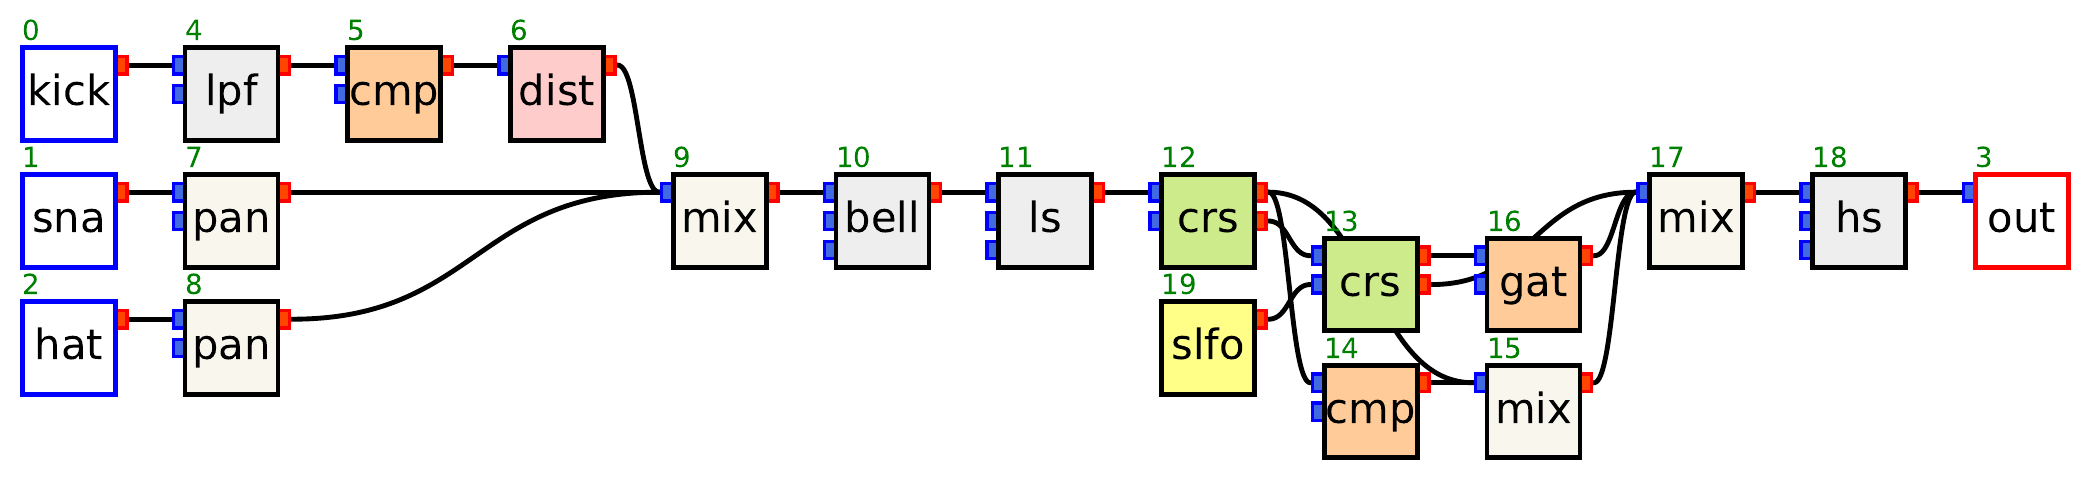 0 4 5 6
kick lpf cmp dist
1 7 9 10 11 12 17 18 3
sna pan mix bell ls crs mix hs out
13 16
crs gat
2 8 19
hat pan slfo
14 15
cmp mix